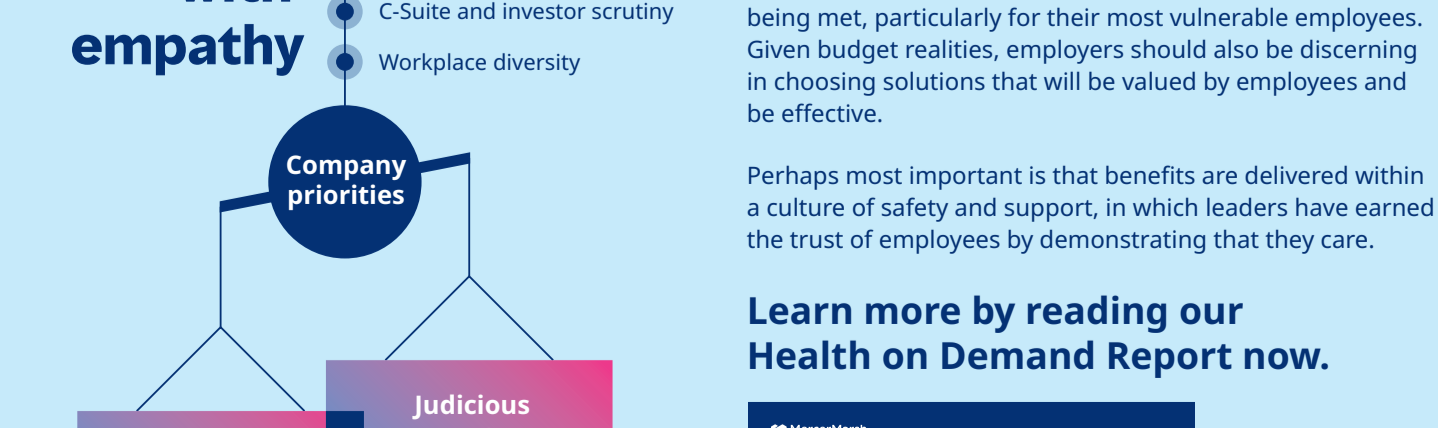 empathy
C-Suite and investor scrutiny
Workplace diversity
Company
priorities
Judicious
being met, particularly for their most vulnerable employees.
Given budget realities, employers should also be discerning
in choosing solutions that will be valued by employees and
be effective.
Perhaps most important is that benefits are delivered within
a culture of safety and support, in which leaders have earned
the trust of employees by demonstrating that they care.
Learn more by reading our
Health on Demand Report now.